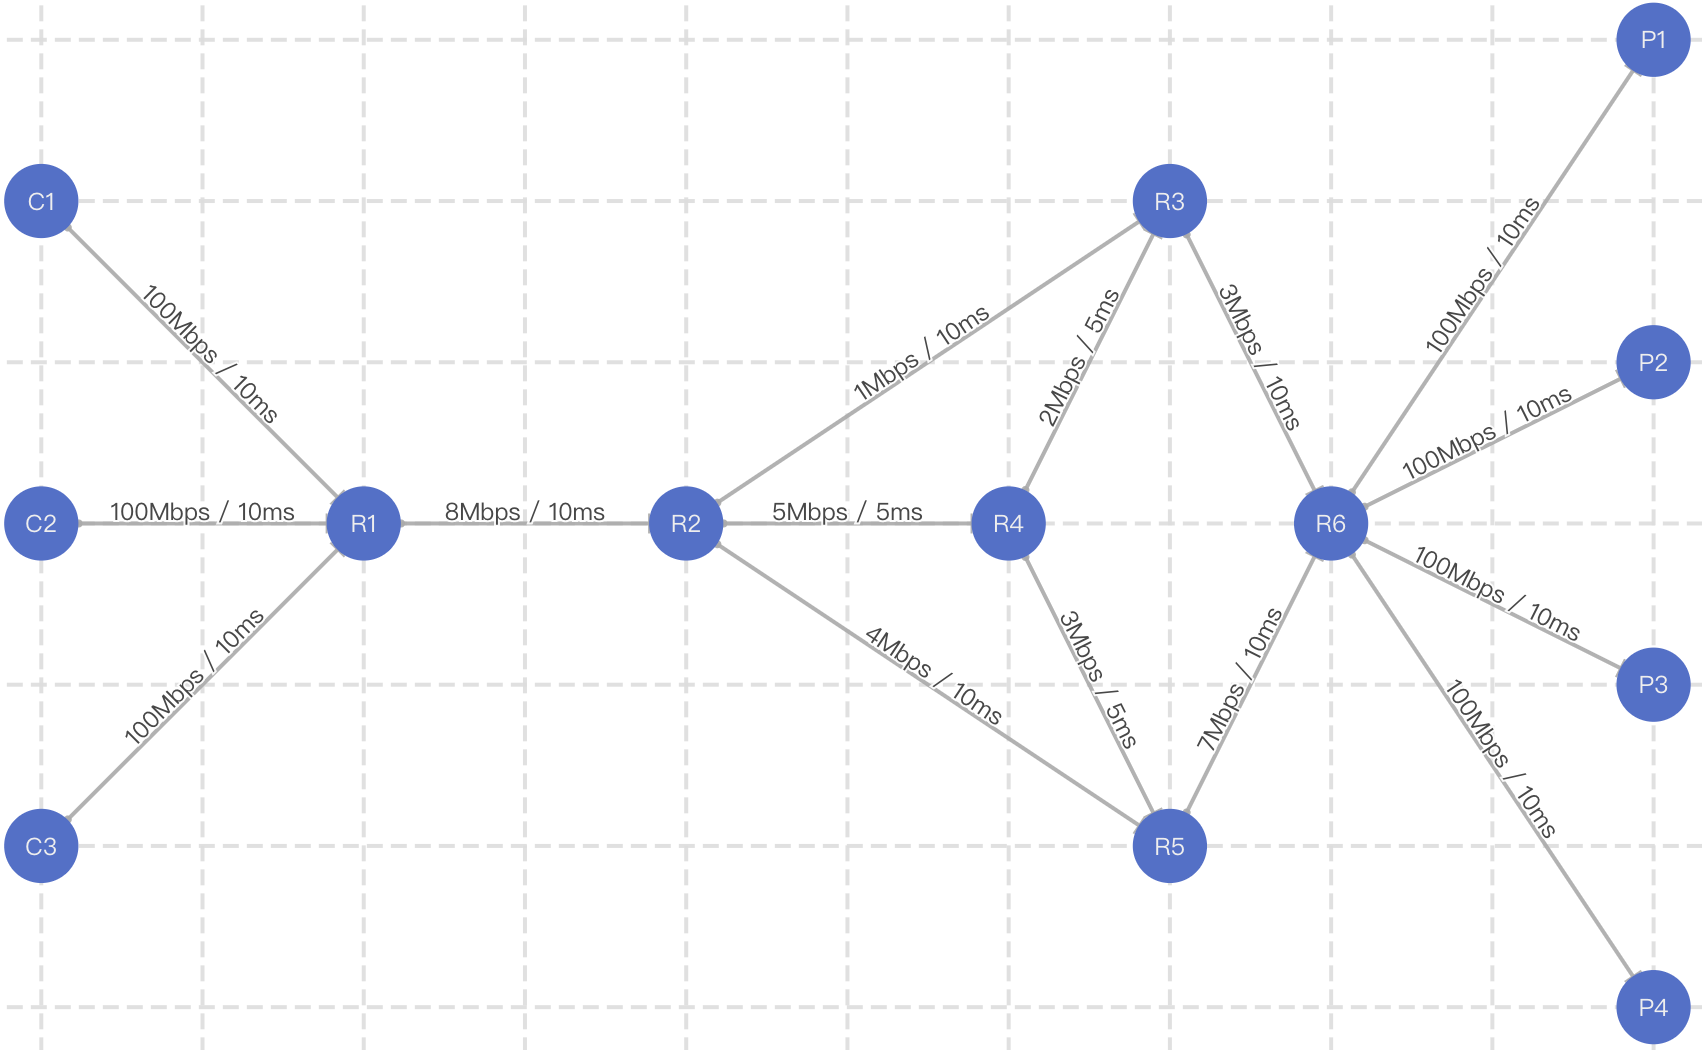 P1
C1
R3
100Mbps / 10ms
100Mbps / 10ms
1Mbps / 10ms
2Mbps / 5ms
3Mbps / 10ms
P2
100Mbps / 10ms
C2
100Mbps / 10ms
R1
8Mbps / 10ms
R2
5Mbps / 5ms
R4
R6
100Mbps / 10ms
100Mbps / 10ms
4Mbps / 10ms
3Mbps / 5ms
7Mbps / 10ms
P3
100Mbps / 10ms
C3
R5
P4